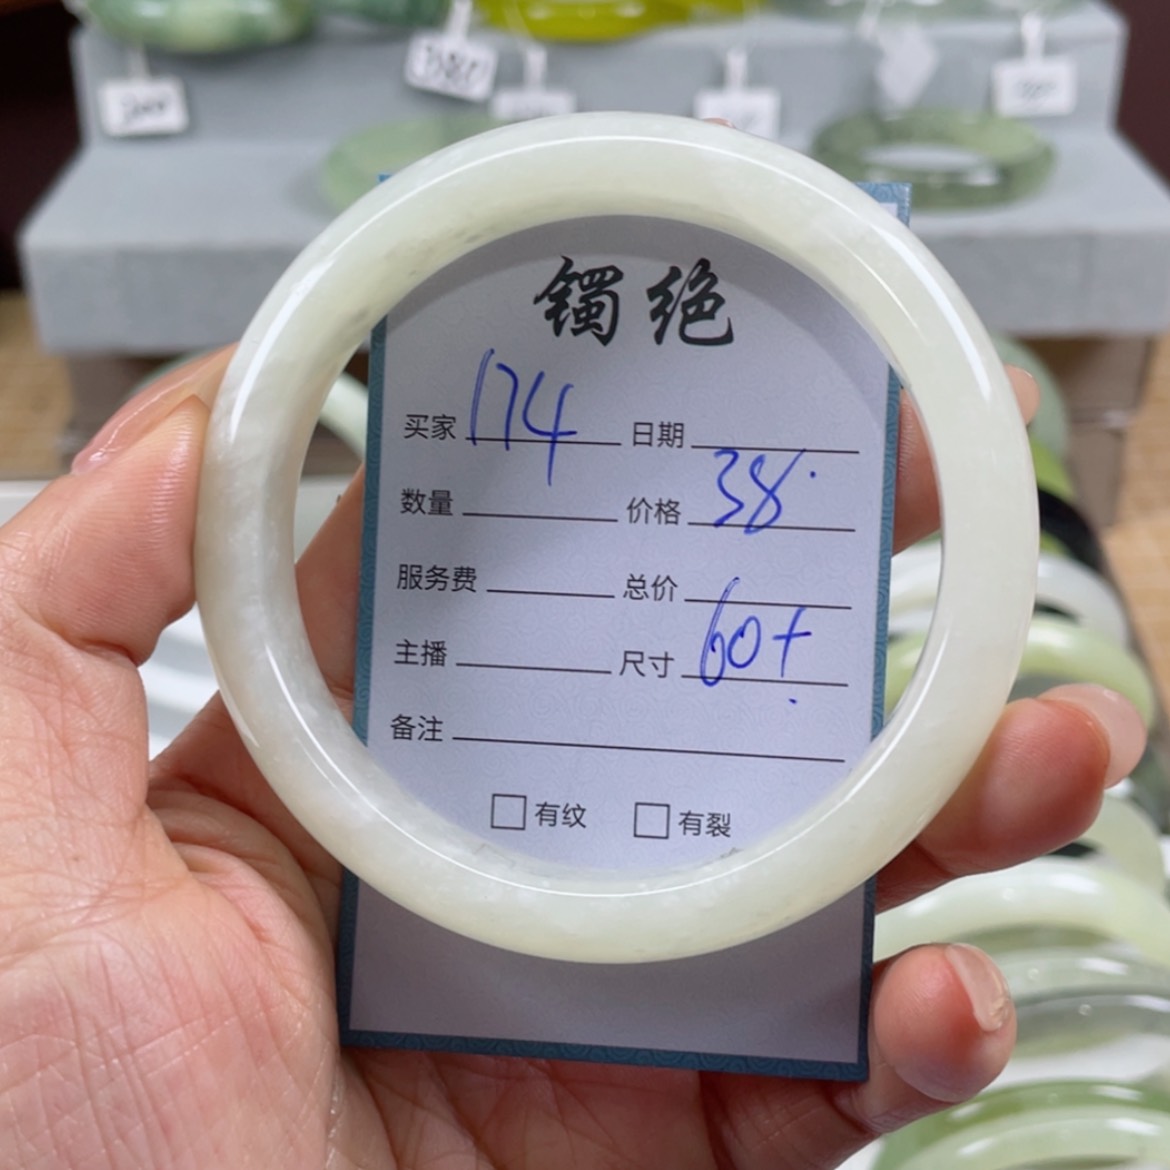 镯绝
买家 174 日期
数量 价格 38
服务费 总价
主播 尺寸 60+
备注
有纹 有裂